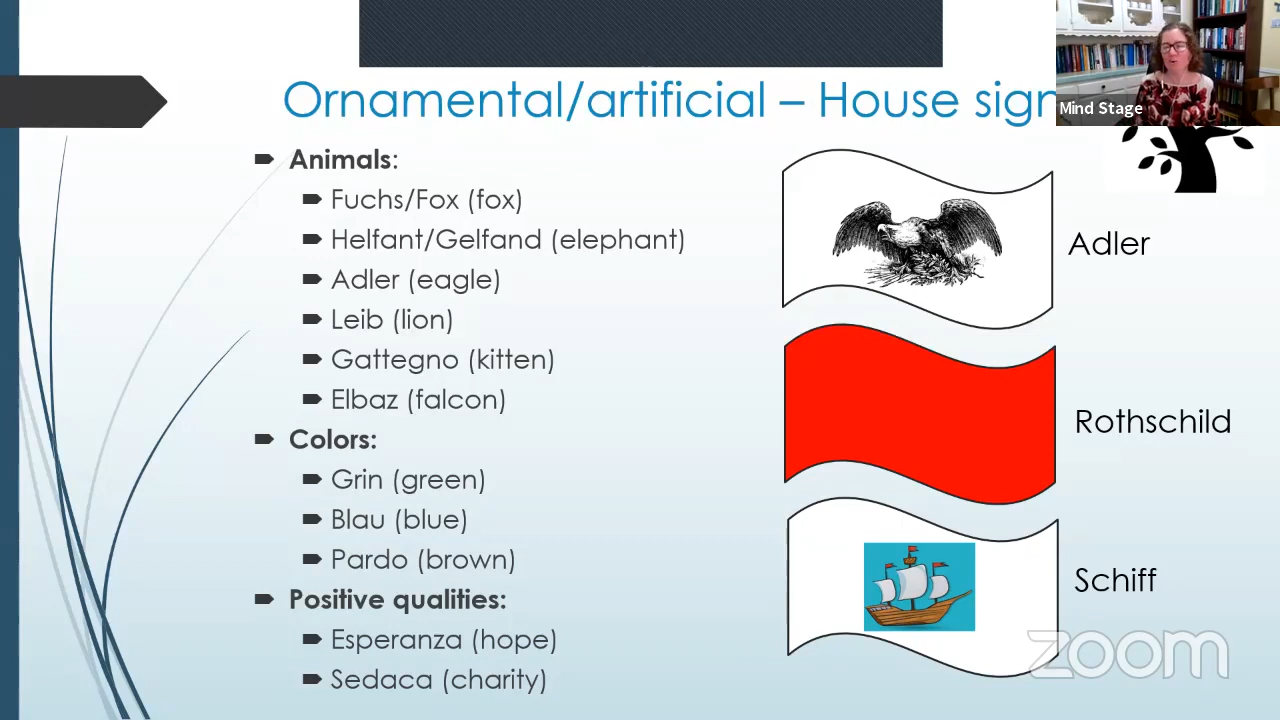 Ornamental/artificial – House sign
Mind Stage
Animals:
Fuchs/Fox (fox)
Helfant/Gelfand (elephant)
Adler (eagle)
Leib (lion)
Gattegno (kitten)
Elbaz (falcon)
Colors:
Grin (green)
Blau (blue)
Pardo (brown)
Positive qualities:
Esperanza (hope)
Sedaca (charity)
Adler
Rothschild
Schiff
zoom